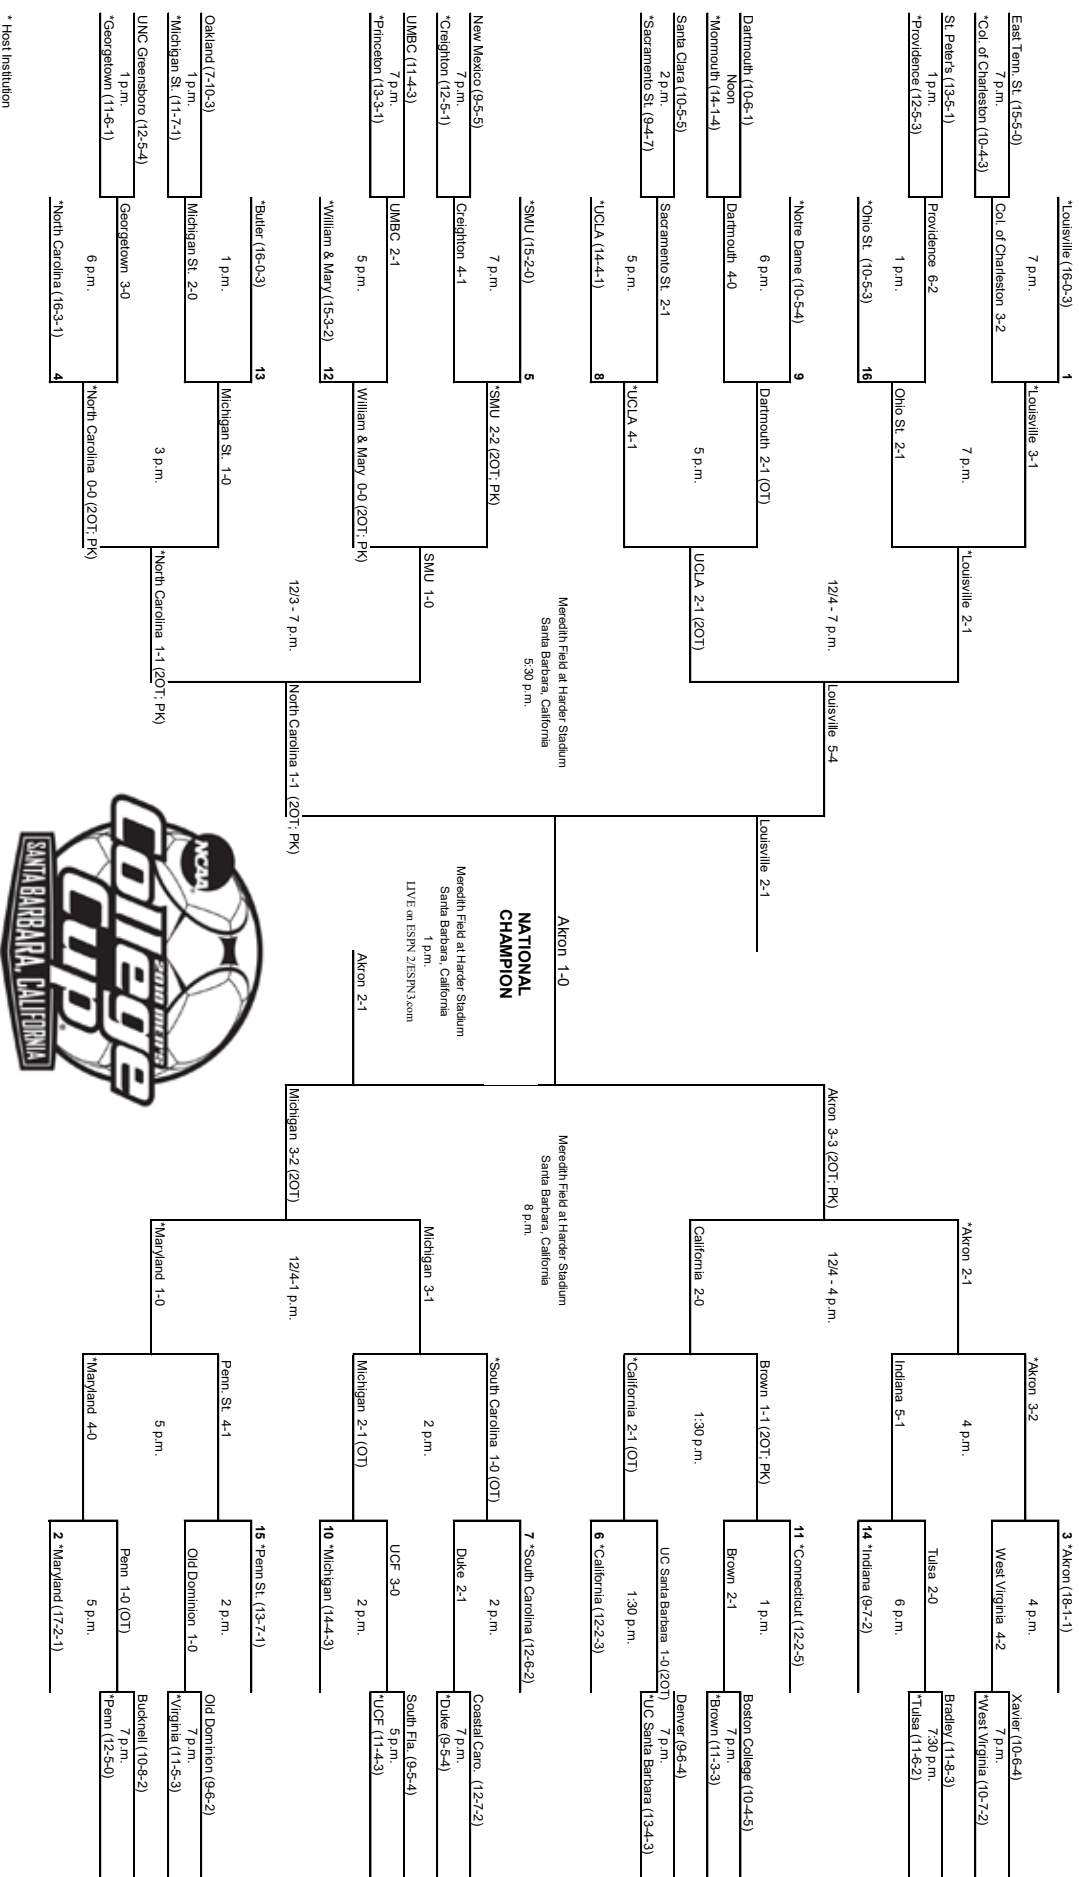 East Tenn. St. (15-5-0)
7 p.m.
*Col. of Charleston (10-4-3)
St. Peter's (13-5-1)
1 p.m.
*Providence (12-5-3)
Dartmouth (10-6-1)
Noon
*Monmouth (14-1-4)
Santa Clara (10-5-5)
2 p.m.
*Sacramento St. (9-4-7)
New Mexico (9-5-5)
7 p.m.
*Creighton (12-5-1)
UMBC (11-4-3)
7 p.m.
*Princeton (13-3-1)
Oakland (7-10-3)
1 p.m.
*Michigan St. (11-7-1)
UNC Greensboro (12-5-4)
1 p.m.
*Georgetown (11-6-1)
* Host Institution
*Louisville (16-0-3) 1
7 p.m.
Col. of Charleston 3-2
Providence 6-2
1 p.m.
*Ohio St. (10-5-3) 16
*Notre Dame (10-5-4) 9
6 p.m.
Dartmouth 4-0
Sacramento St. 2-1
5 p.m.
*UCLA (14-4-1) 8
*SMU (15-2-0) 5
7 p.m.
Creighton 4-1
UMBC 2-1
5 p.m.
*William & Mary (15-3-2) 12
*Butler (16-0-3) 13
1 p.m.
Michigan St. 2-0
Georgetown 3-0
6 p.m.
*North Carolina (16-3-1) 4
*Louisville 3-1
7 p.m.
Ohio St. 2-1
Dartmouth 2-1 (OT)
5 p.m.
*UCLA 4-1
*SMU 2-2 (2OT; PK)
William & Mary 0-0 (2OT; PK)
Michigan St. 1-0
3 p.m.
*North Carolina 0-0 (2OT; PK)
*Louisville 2-1
12/4 - 7 p.m.
UCLA 2-1 (2OT)
SMU 1-0
12/3 - 7 p.m.
*North Carolina 1-1 (2OT; PK)
Louisville 5-4
Meredith Field at Harder Stadium
Santa Barbara, California
5:30 p.m.
North Carolina 1-1 (2OT; PK)
Louisville 2-1
Akron 1-0
NATIONAL
CHAMPION
Meredith Field at Harder Stadium
Santa Barbara, California
1 p.m.
LIVE on ESPN 2/ESPN3.com
Akron 2-1
NCAA
2010 MEN'S
College
Cup
®
SANTA BARBARA, CALIFORNIA
Akron 3-3 (2OT; PK)
Meredith Field at Harder Stadium
Santa Barbara, California
8 p.m.
Michigan 3-2 (2OT)
*Akron 2-1
12/4 - 4 p.m.
California 2-0
Michigan 3-1
12/4-1 p.m.
*Maryland 1-0
*Akron 3-2
4 p.m.
Indiana 5-1
Brown 1-1 (2OT; PK)
1:30 p.m.
*California 2-1 (OT)
*South Carolina 1-0 (OT)
2 p.m.
Michigan 2-1 (OT)
Penn. St. 4-1
5 p.m.
*Maryland 4-0
3 *Akron (18-1-1)
4 p.m.
West Virginia 4-2
Tulsa 2-0
6 p.m.
14 *Indiana (9-7-2)
11 *Connecticut (12-2-5)
1 p.m.
Brown 2-1
UC Santa Barbara 1-0 (2OT)
1:30 p.m.
6 *California (12-2-3)
7 *South Carolina (12-6-2)
2 p.m.
Duke 2-1
UCF 3-0
2 p.m.
10 *Michigan (14-4-3)
15 *Penn St. (13-7-1)
2 p.m.
Old Dominion 1-0
Penn 1-0 (OT)
5 p.m.
2 *Maryland (17-2-1)
Xavier (10-6-4)
7 p.m.
*West Virginia (10-7-2)
Bradley (11-8-3)
7:30 p.m.
*Tulsa (11-6-2)
Boston College (10-4-5)
7 p.m.
*Brown (11-3-3)
Denver (9-6-4)
7 p.m.
*UC Santa Barbara (13-4-3)
Coastal Caro. (12-7-2)
7 p.m.
*Duke (9-5-4)
South Fla. (9-5-4)
5 p.m.
*UCF (11-4-3)
Old Dominion (9-6-2)
7 p.m.
*Virginia (11-5-3)
Bucknell (10-8-2)
7 p.m.
*Penn (12-5-0)